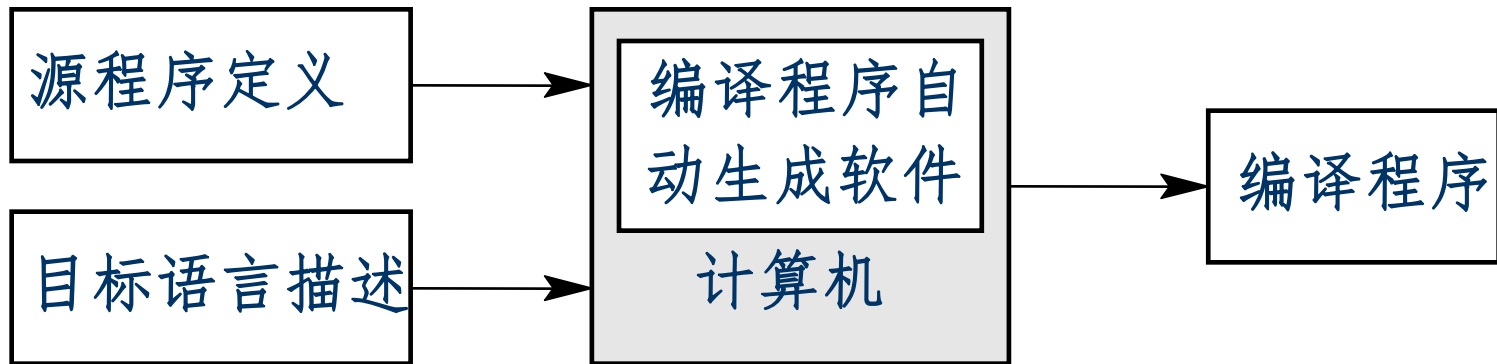 源程序定义
目标语言描述
编译程序自
动生成软件
计算机
编译程序